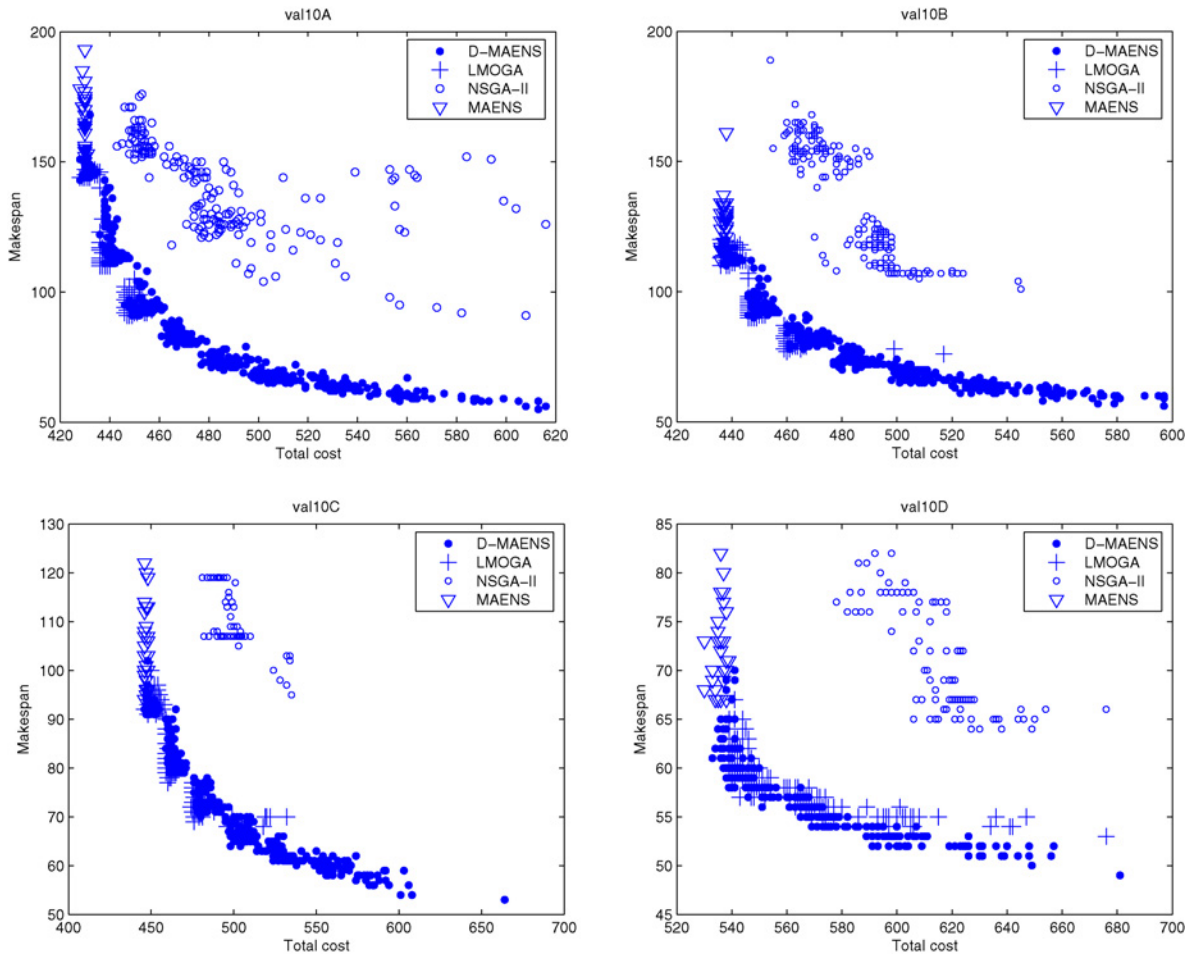 val10A
200
150
100
50
Makespan
420 440 460 480 500 520 540 560 580 600 620
Total cost
D-MAENS
LMOGA
NSGA-II
MAENS
val10B
200
150
100
50
Makespan
420 440 460 480 500 520 540 560 580 600
Total cost
D-MAENS
LMOGA
NSGA-II
MAENS
val10C
130
120
110
100
90
80
70
60
50
Makespan
400 450 500 550 600 650 700
Total cost
D-MAENS
LMOGA
NSGA-II
MAENS
val10D
85
80
75
70
65
60
55
50
45
Makespan
520 540 560 580 600 620 640 660 680 700
Total cost
D-MAENS
LMOGA
NSGA-II
MAENS